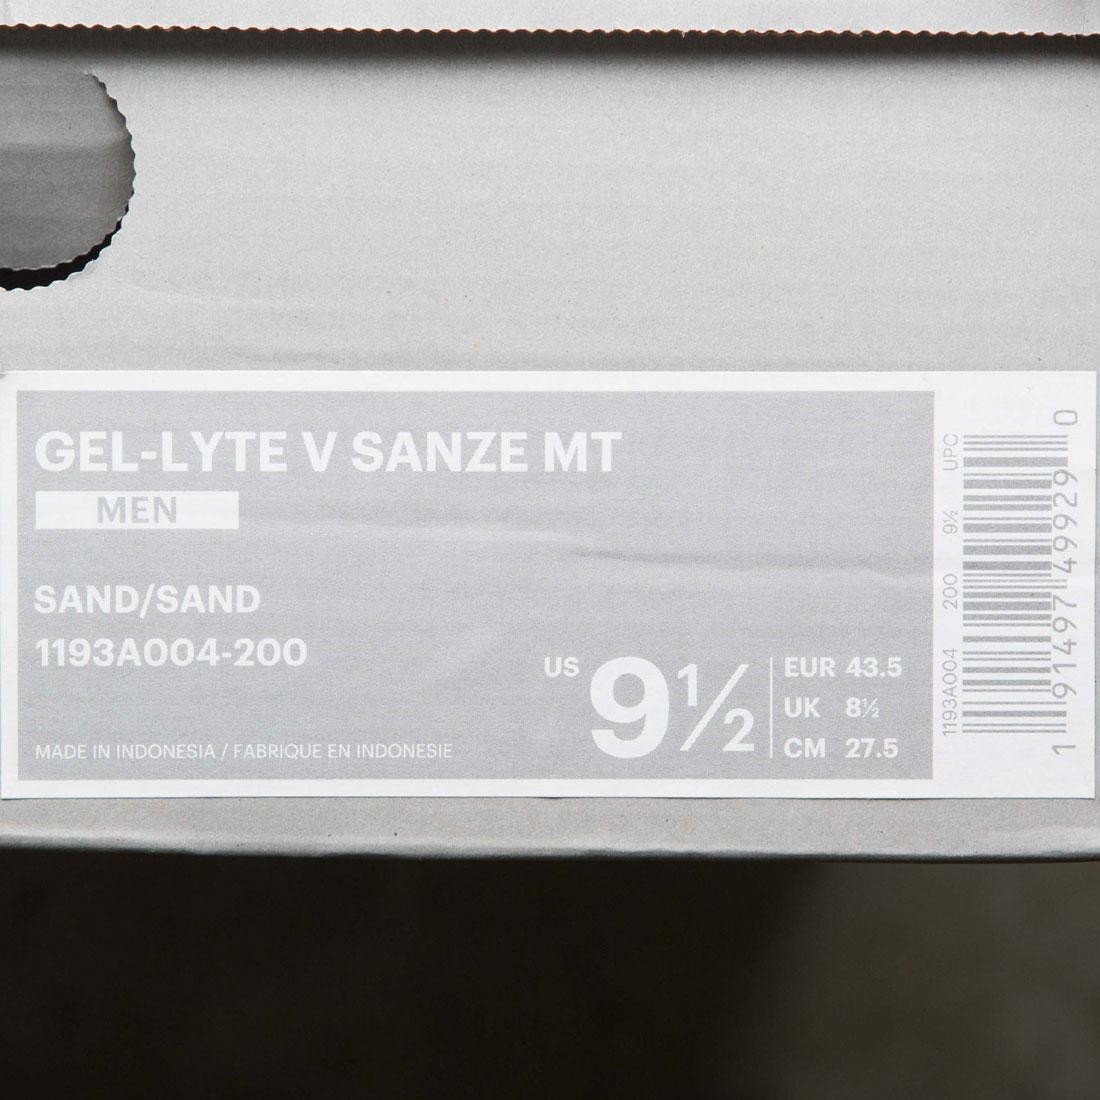 GEL-LYTE V SANZE MT
MEN
SAND/SAND
1193A004-200
MADE IN INDONESIA / FABRIQUE EN INDONESIE
US 9½
EUR 43.5
UK 8½
CM 27.5
1193A004 200 9½ UPC
1 91497 49929 0